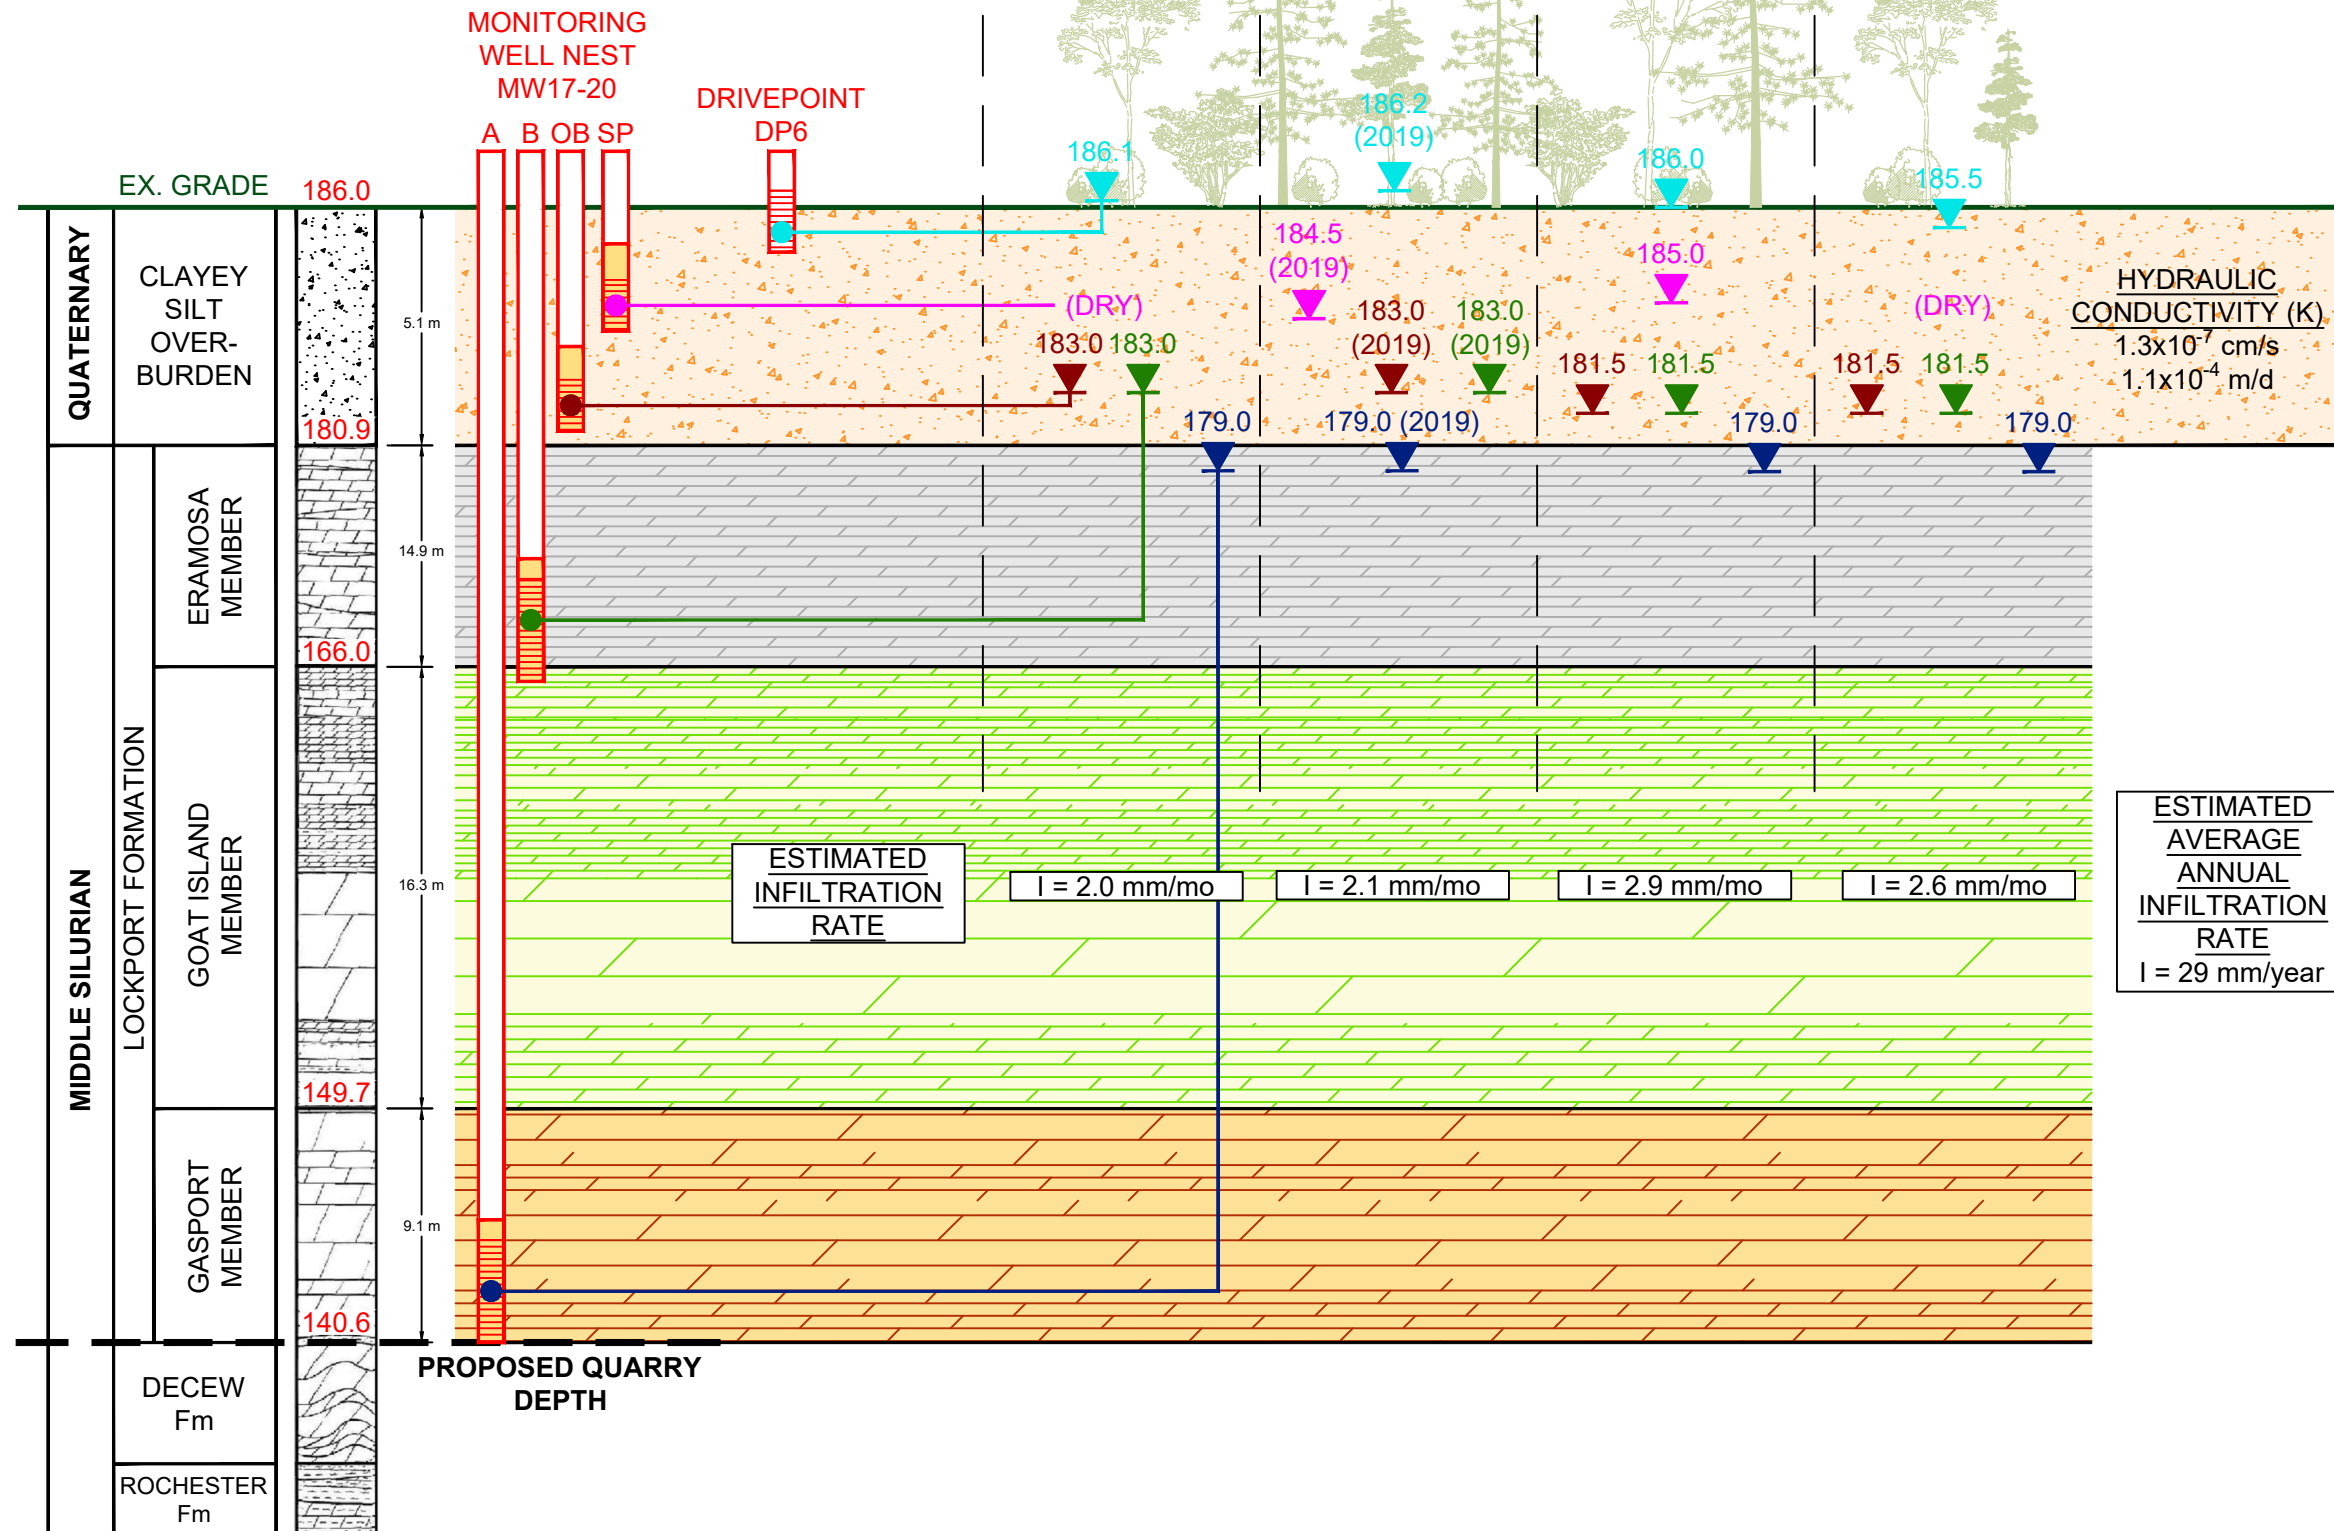 MONITORING
WELL NEST
MW17-20
A B OB SP
DRIVEPOINT
DP6
EX. GRADE
186.0
QUATERNARY
CLAYEY
SILT
OVER-
BURDEN
180.9
5.1 m
186.1
186.2
(2019)
186.0
185.5
(DRY)
184.5
(2019)
185.0
(DRY)
183.0 183.0
183.0
(2019)
183.0
(2019)
181.5 181.5
181.5 181.5
179.0
179.0 (2019)
179.0
179.0
HYDRAULIC
CONDUCTIVITY (K)
1.3x10⁻⁷ cm/s
1.1x10⁻⁴ m/d
MIDDLE SILURIAN
LOCKPORT FORMATION
ERAMOSA
MEMBER
14.9 m
166.0
GOAT ISLAND
MEMBER
16.3 m
149.7
GASPORT
MEMBER
9.1 m
140.6
ESTIMATED
INFILTRATION
RATE
I = 2.0 mm/mo
I = 2.1 mm/mo
I = 2.9 mm/mo
I = 2.6 mm/mo
ESTIMATED
AVERAGE
ANNUAL
INFILTRATION
RATE
I = 29 mm/year
PROPOSED QUARRY
DEPTH
DECEW
Fm
ROCHESTER
Fm